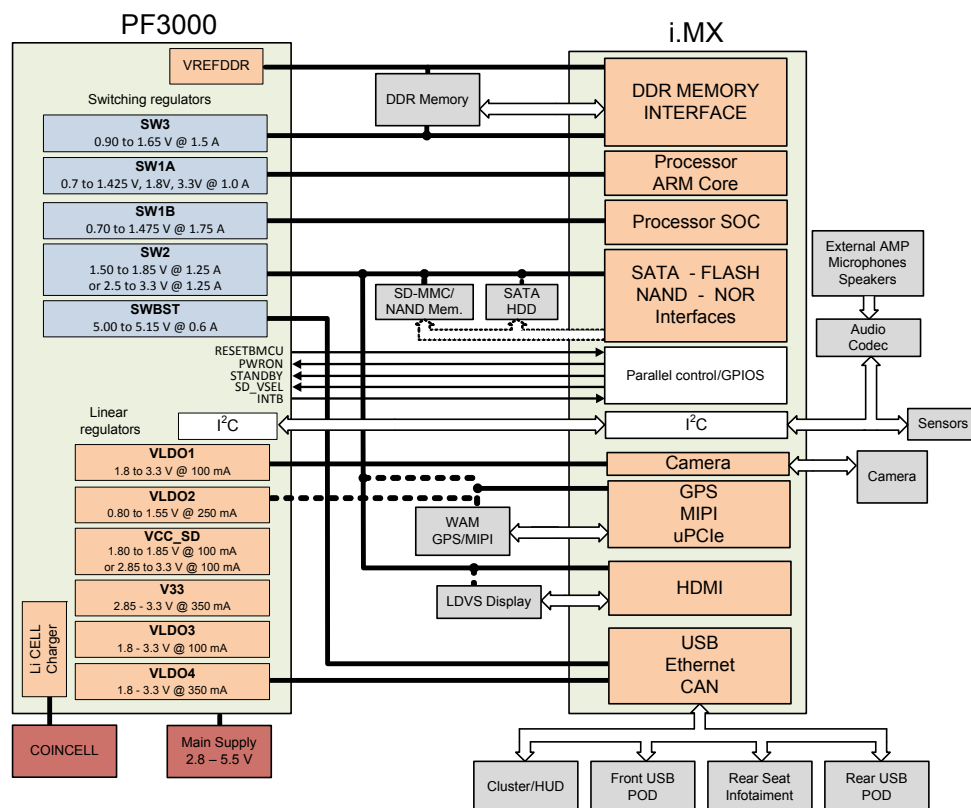 PF3000
i.MX
VREFDDR
Switching regulators
SW3
0.90 to 1.65 V @ 1.5 A
SW1A
0.7 to 1.425 V, 1.8V, 3.3V @ 1.0 A
SW1B
0.70 to 1.475 V @ 1.75 A
SW2
1.50 to 1.85 V @ 1.25 A
or 2.5 to 3.3 V @ 1.25 A
SWBST
5.00 to 5.15 V @ 0.6 A
RESETBMCU
PWRON
STANDBY
SD_VSEL
INTB
Linear
regulators
I²C
VLDO1
1.8 to 3.3 V @ 100 mA
VLDO2
0.80 to 1.55 V @ 250 mA
VCC_SD
1.80 to 1.85 V @ 100 mA
or 2.85 to 3.3 V @ 100 mA
V33
2.85 - 3.3 V @ 350 mA
VLDO3
1.8 - 3.3 V @ 100 mA
VLDO4
1.8 - 3.3 V @ 350 mA
Li CELL
Charger
COINCELL
Main Supply
2.8 – 5.5 V
DDR Memory
SD-MMC/
NAND Mem.
SATA
HDD
WAM
GPS/MIPI
LDVS Display
DDR MEMORY
INTERFACE
Processor
ARM Core
Processor SOC
SATA - FLASH
NAND - NOR
Interfaces
Parallel control/GPIOS
I²C
Camera
GPS
MIPI
uPCIe
HDMI
USB
Ethernet
CAN
External AMP
Microphones
Speakers
Audio
Codec
Sensors
Camera
Cluster/HUD
Front USB
POD
Rear Seat
Infotaiment
Rear USB
POD